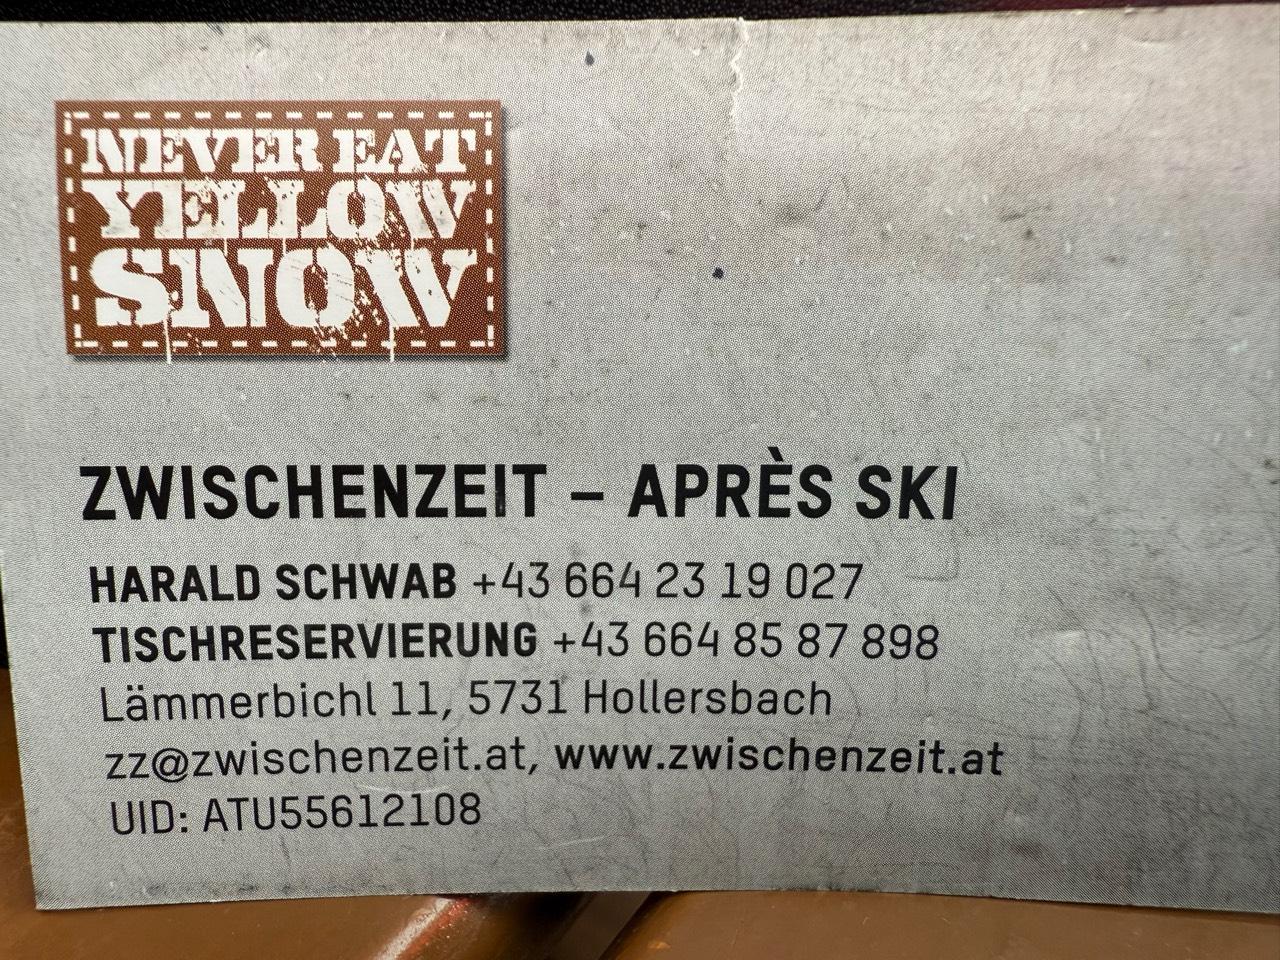 NEVER EAT
YELLOW
SNOW
ZWISCHENZEIT – APRÈS SKI
HARALD SCHWAB +43 664 23 19 027
TISCHRESERVIERUNG +43 664 85 87 898
Lämmerbichl 11, 5731 Hollersbach
zz@zwischenzeit.at, www.zwischenzeit.at
UID: ATU55612108